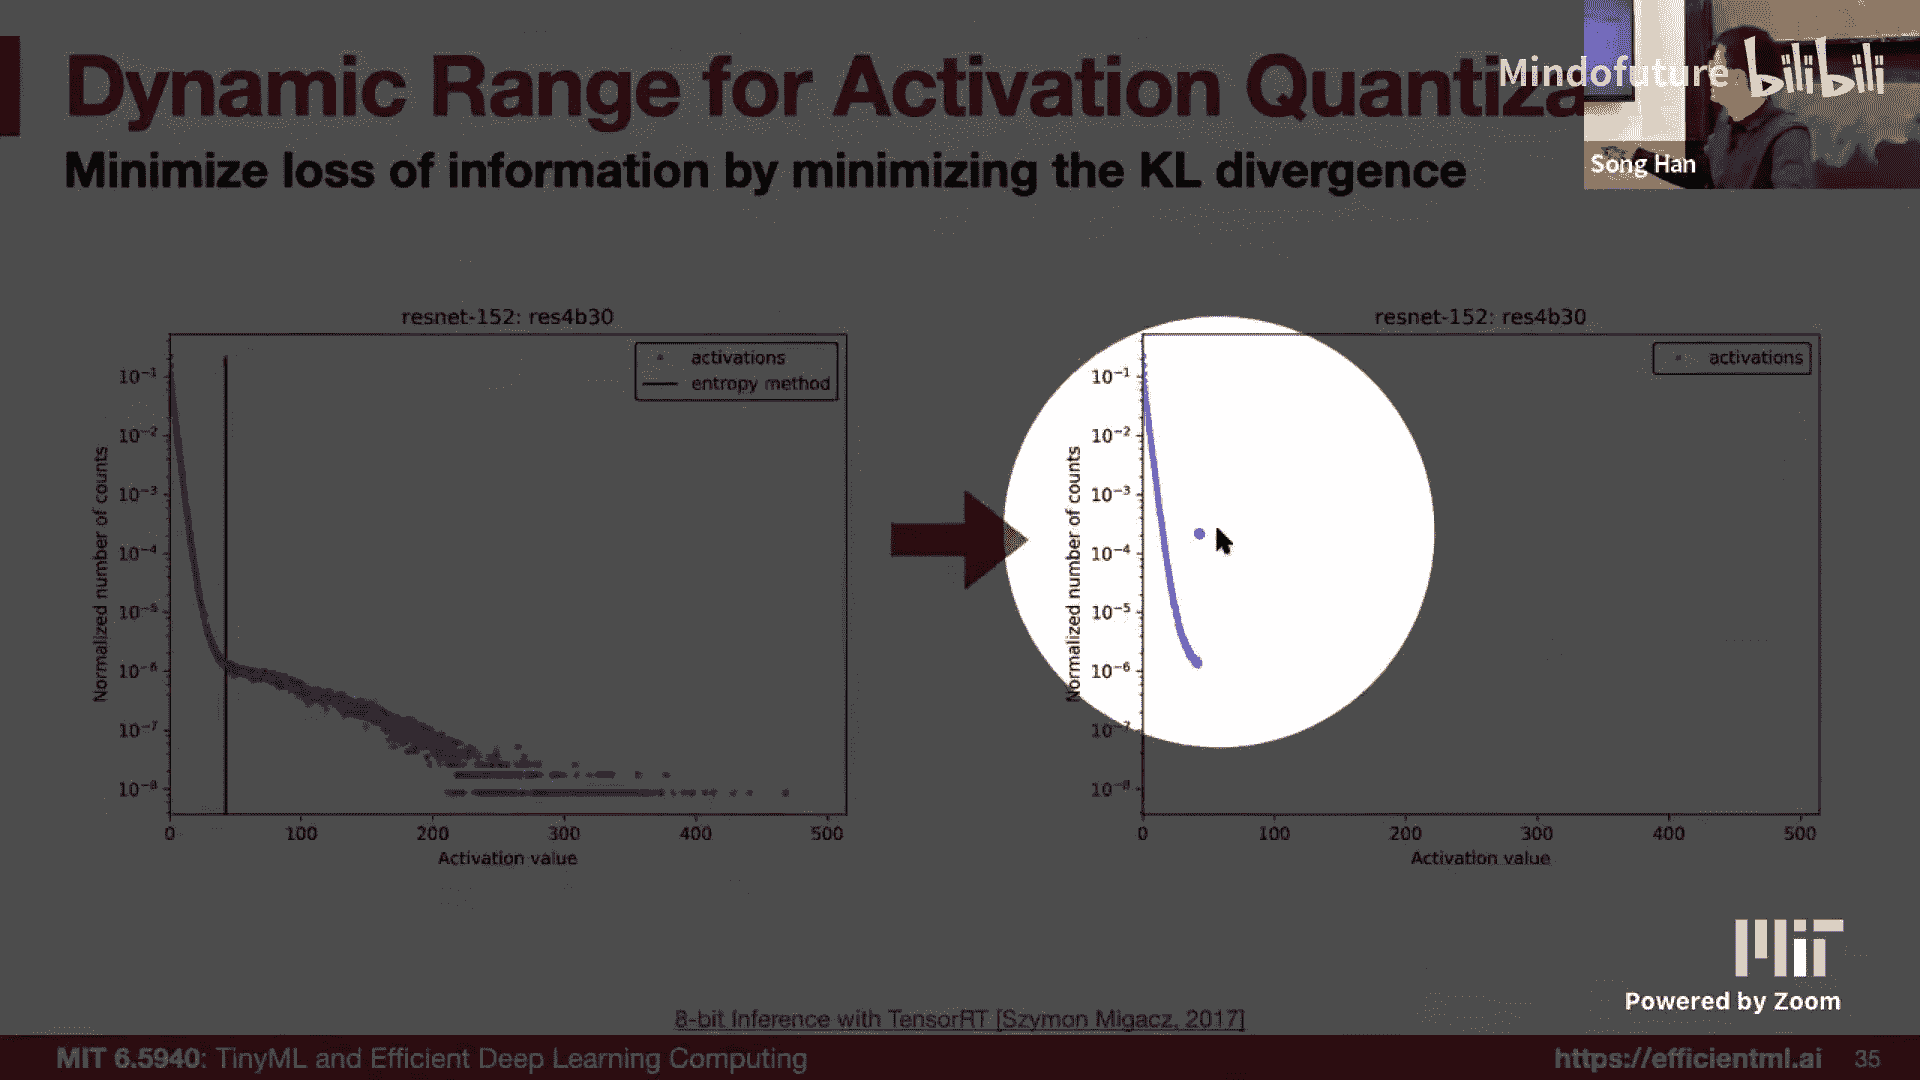 Dynamic Range for Activation Quantiza
Mindofuture bilibili
Song Han
Minimize loss of information by minimizing the KL divergence
resnet-152: res4b30
activations
entropy method
Normalized number of counts
10⁻¹
10⁻²
10⁻³
10⁻⁴
10⁻⁵
10⁻⁶
10⁻⁷
10⁻⁸
0 100 200 300 400 500
Activation value
resnet-152: res4b30
activations
Normalized number of counts
10⁻¹
10⁻²
10⁻³
10⁻⁴
10⁻⁵
10⁻⁶
10⁻⁷
10⁻⁸
0 100 200 300 400 500
Activation value
MIT
Powered by Zoom
8-bit Inference with TensorRT [Szymon Migacz, 2017]
MIT 6.5940: TinyML and Efficient Deep Learning Computing
https://efficientml.ai 35